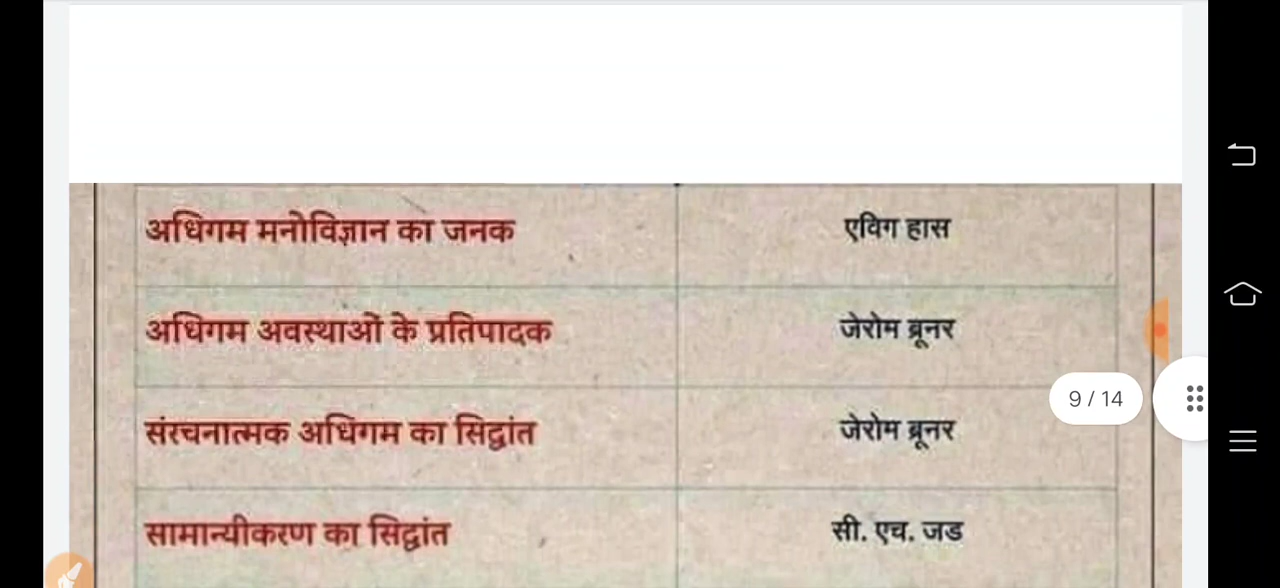 अधिगम मनोविज्ञान का जनक एविग हास
अधिगम अवस्थाओं के प्रतिपादक जेरोम ब्रूनर
संरचनात्मक अधिगम का सिद्वांत जेरोम ब्रूनर
9 / 14
सामान्यीकरण का सिद्वांत सी. एच. जड